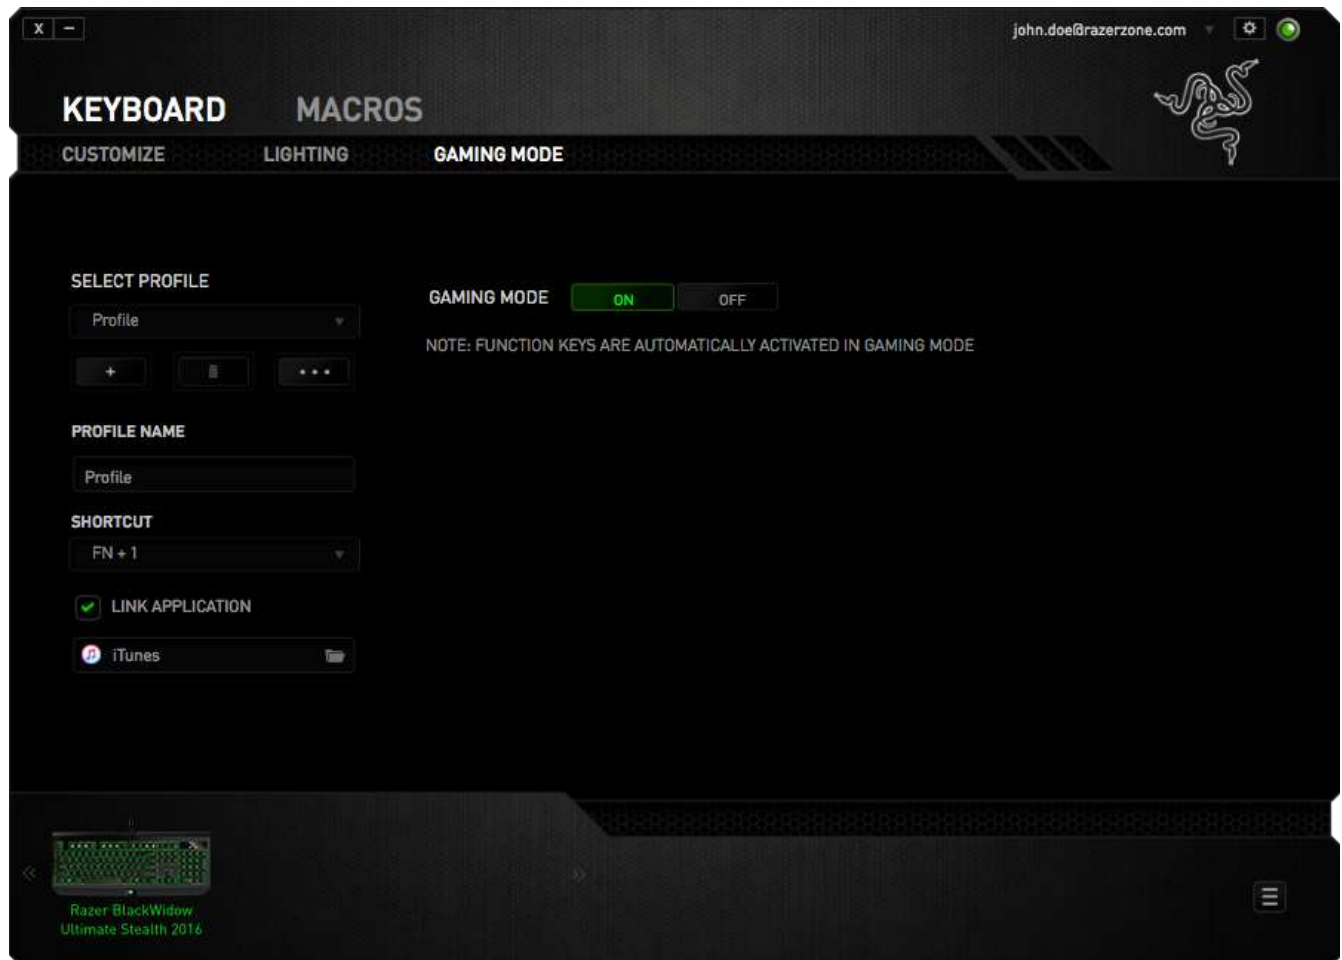 X −
john.doe@razerzone.com
KEYBOARD MACROS
CUSTOMIZE LIGHTING GAMING MODE
SELECT PROFILE
Profile
+ •••
PROFILE NAME
Profile
SHORTCUT
FN + 1
LINK APPLICATION
iTunes
GAMING MODE ON OFF
NOTE: FUNCTION KEYS ARE AUTOMATICALLY ACTIVATED IN GAMING MODE
Razer BlackWidow
Ultimate Stealth 2016